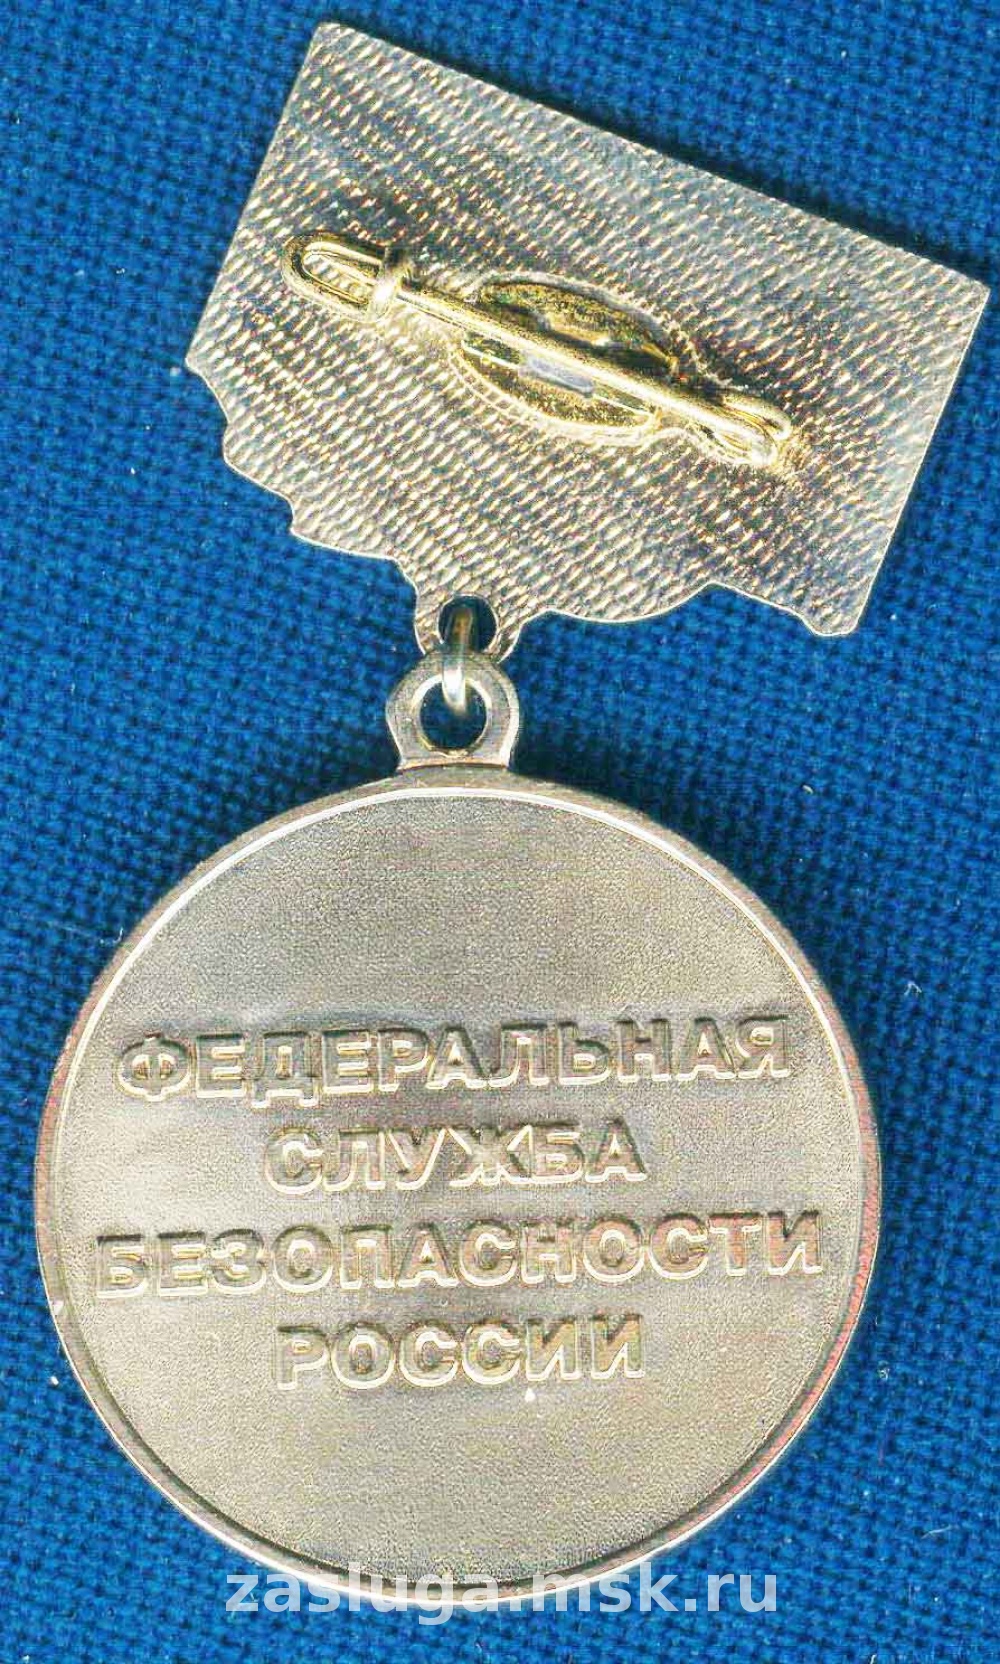 ФЕДЕРАЛЬНАЯ
СЛУЖБА
БЕЗОПАСНОСТИ
РОССИИ
zasluga.msk.ru